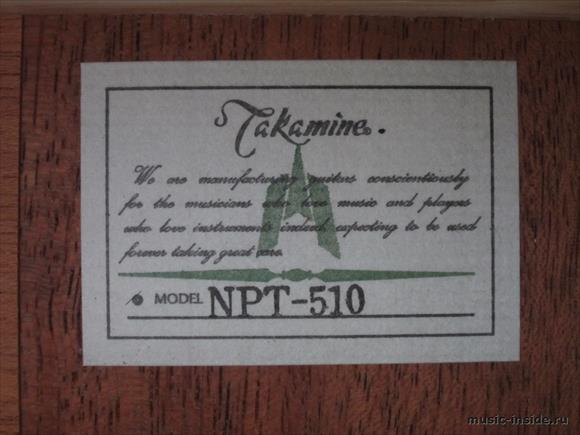 Takamine.
We are manufacturing guitars conscientiously
for the musicians who love music and players
who love instruments indeed, expecting to be used
forever taking great care.
MODEL NPT-510
music-inside.ru